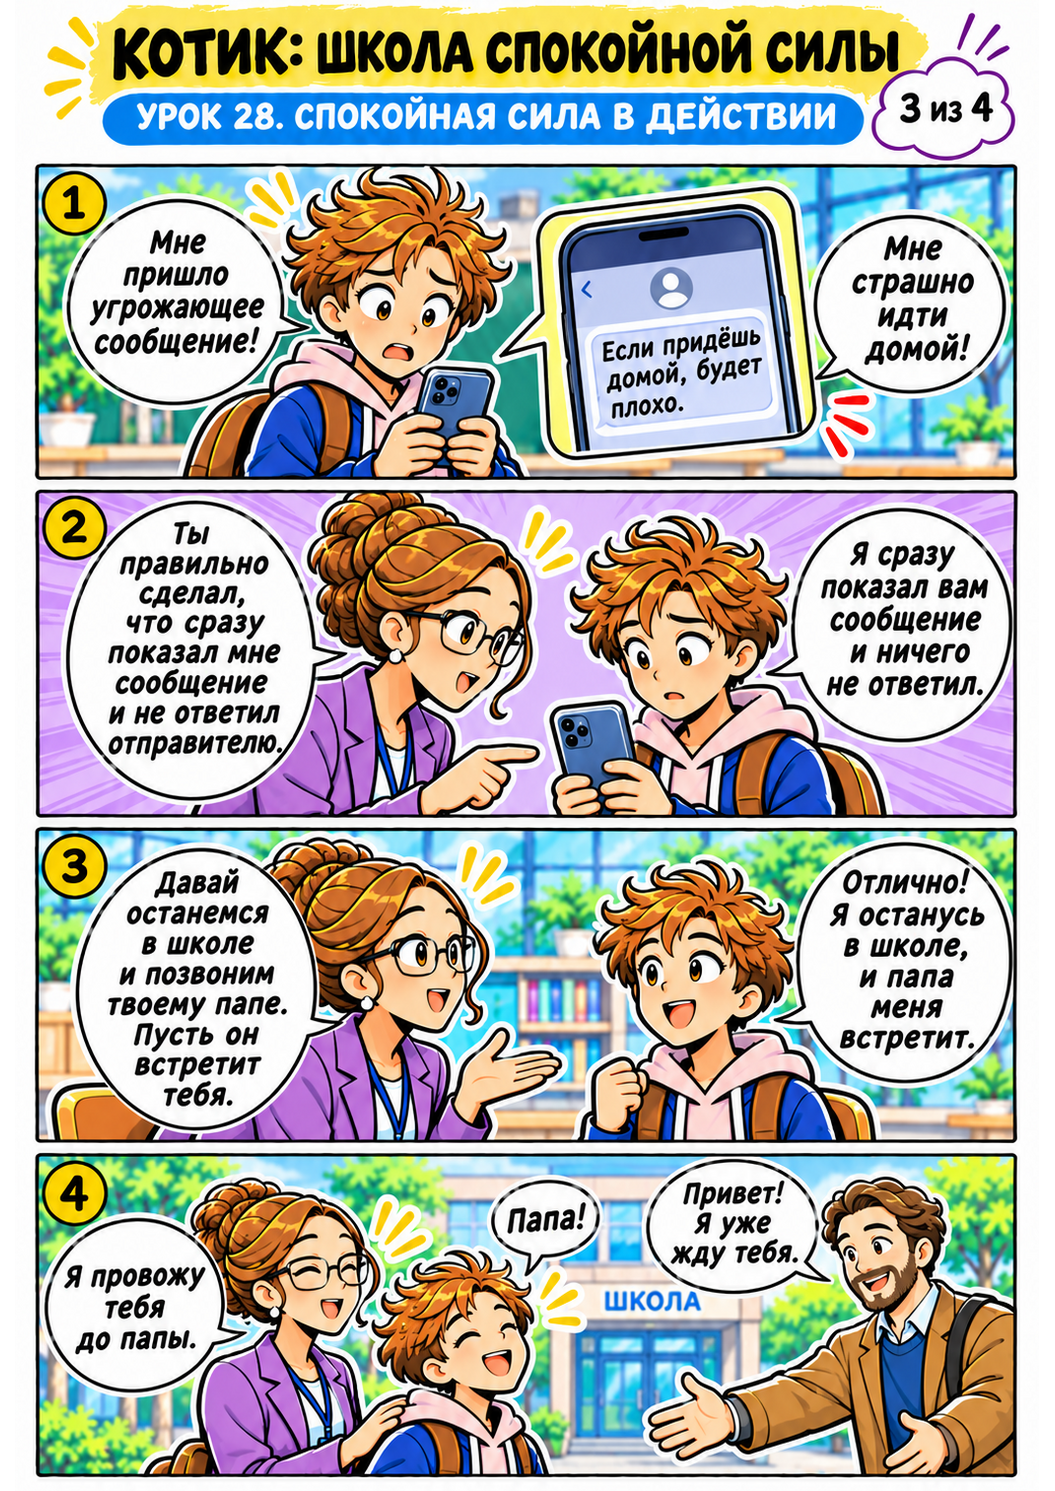 КОТИК: ШКОЛА СПОКОЙНОЙ СИЛЫ
УРОК 28. СПОКОЙНАЯ СИЛА В ДЕЙСТВИИ
3 из 4
1
Мне
пришло
угрожающее
сообщение!
Если придёшь
домой, будет
плохо.
Мне
страшно
идти
домой!
2
Ты
правильно
сделал,
что сразу
показал мне
сообщение
и не ответил
отправителю.
Я сразу
показал вам
сообщение
и ничего
не ответил.
3
Давай
останемся
в школе
и позвоним
твоему папе.
Пусть он
встретит
тебя.
Отлично!
Я останусь
в школе,
и папа
меня
встретит.
4
Я провожу
тебя
до папы.
Папа!
Привет!
Я уже
жду тебя.
ШКОЛА